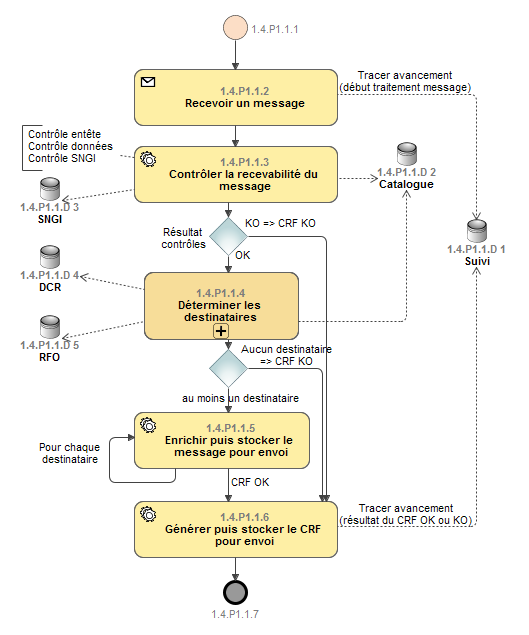 1.4.P1.1.1
1.4.P1.1.2
Recevoir un message
Tracer avancement
(début traitement message)
Contrôle entête
Contrôle données
Contrôle SNGI
1.4.P1.1.3
Contrôler la recevabilité du
message
1.4.P1.1.D 2
Catalogue
1.4.P1.1.D 3
SNGI
Résultat
contrôles
KO => CRF KO
OK
1.4.P1.1.D 1
Suivi
1.4.P1.1.D 4
DCR
1.4.P1.1.4
Déterminer les
destinataires
1.4.P1.1.D 5
RFO
Aucun destinataire
=> CRF KO
au moins un destinataire
1.4.P1.1.5
Enrichir puis stocker le
message pour envoi
Pour chaque
destinataire
CRF OK
1.4.P1.1.6
Générer puis stocker le CRF
pour envoi
Tracer avancement
(résultat du CRF OK ou KO)
1.4.P1.1.7